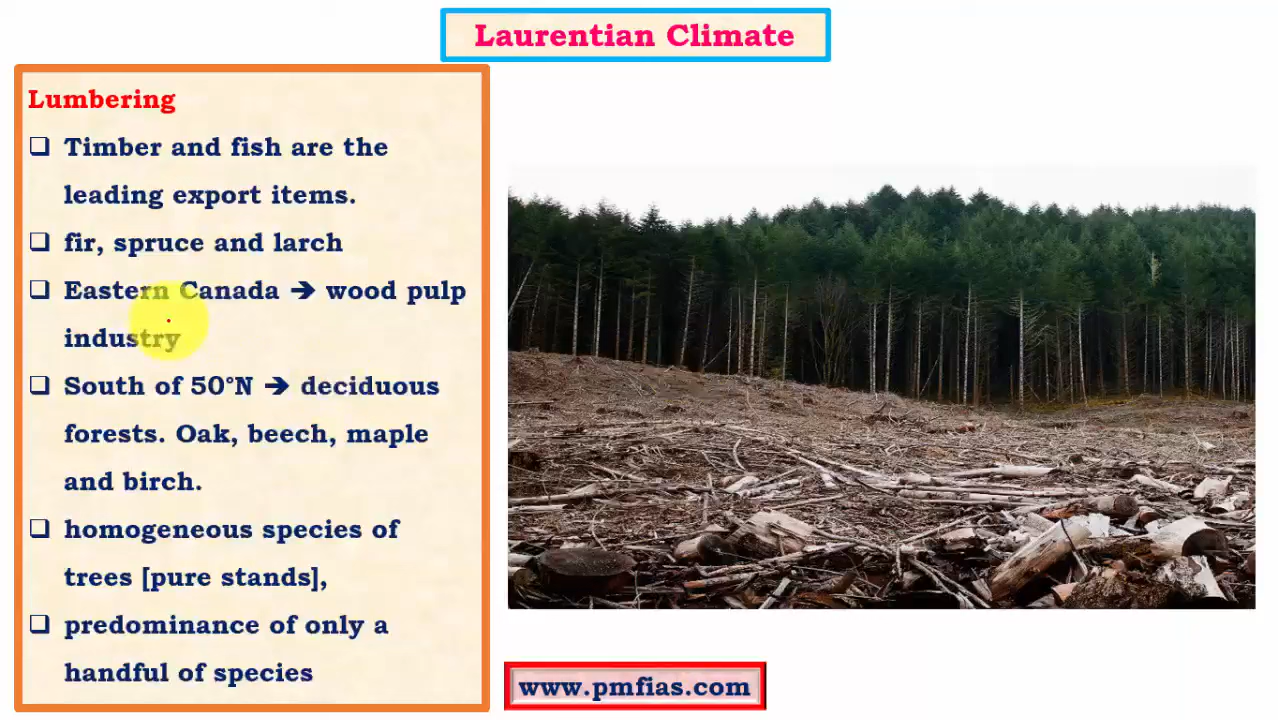 Laurentian Climate
Lumbering
❑ Timber and fish are the
leading export items.
❑ fir, spruce and larch
❑ Eastern Canada ➔ wood pulp
industry
❑ South of 50°N ➔ deciduous
forests. Oak, beech, maple
and birch.
❑ homogeneous species of
trees [pure stands],
❑ predominance of only a
handful of species
www.pmfias.com